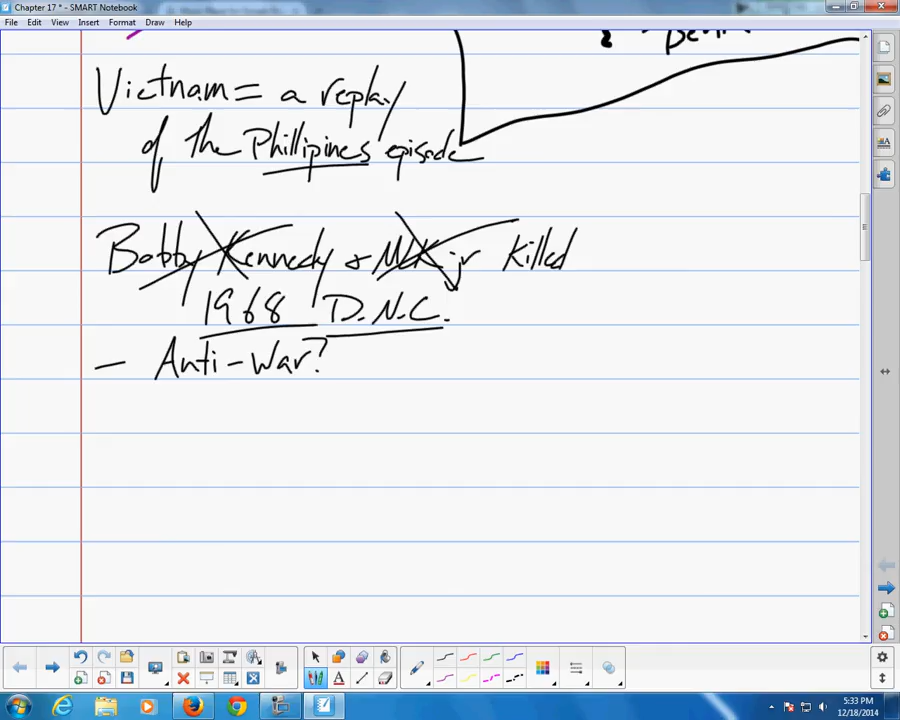 Chapter 17 * - SMART Notebook
File Edit View Insert Format Draw Help
Vietnam = a replay
of the Phillipines episode
Bobby Kennedy & MLK jr Killed
1968 D.N.C.
- Anti-War?
5:33 PM
12/18/2014